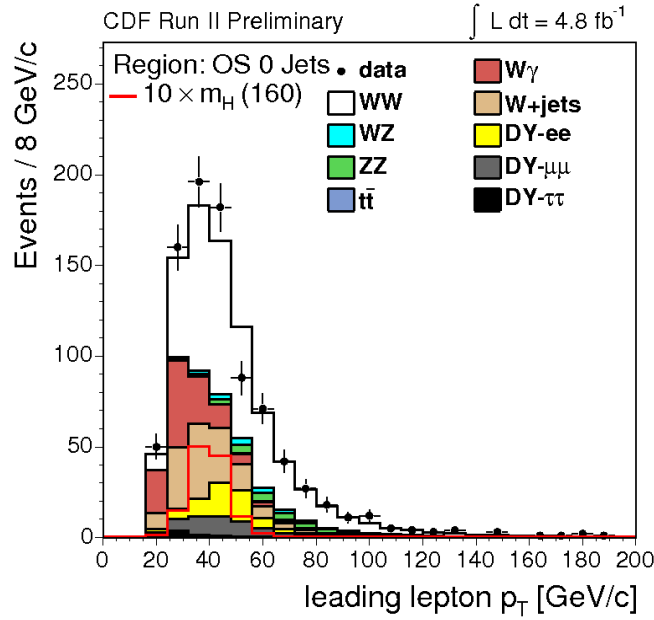 CDF Run II Preliminary ∫ L dt = 4.8 fb⁻¹
Region: OS 0 Jets
10 × m_H (160)
data
WW
WZ
ZZ
tt̄
Wγ
W+jets
DY-ee
DY-μμ
DY-ττ
Events / 8 GeV/c
250
200
150
100
50
0
0 20 40 60 80 100 120 140 160 180 200
leading lepton p_T [GeV/c]